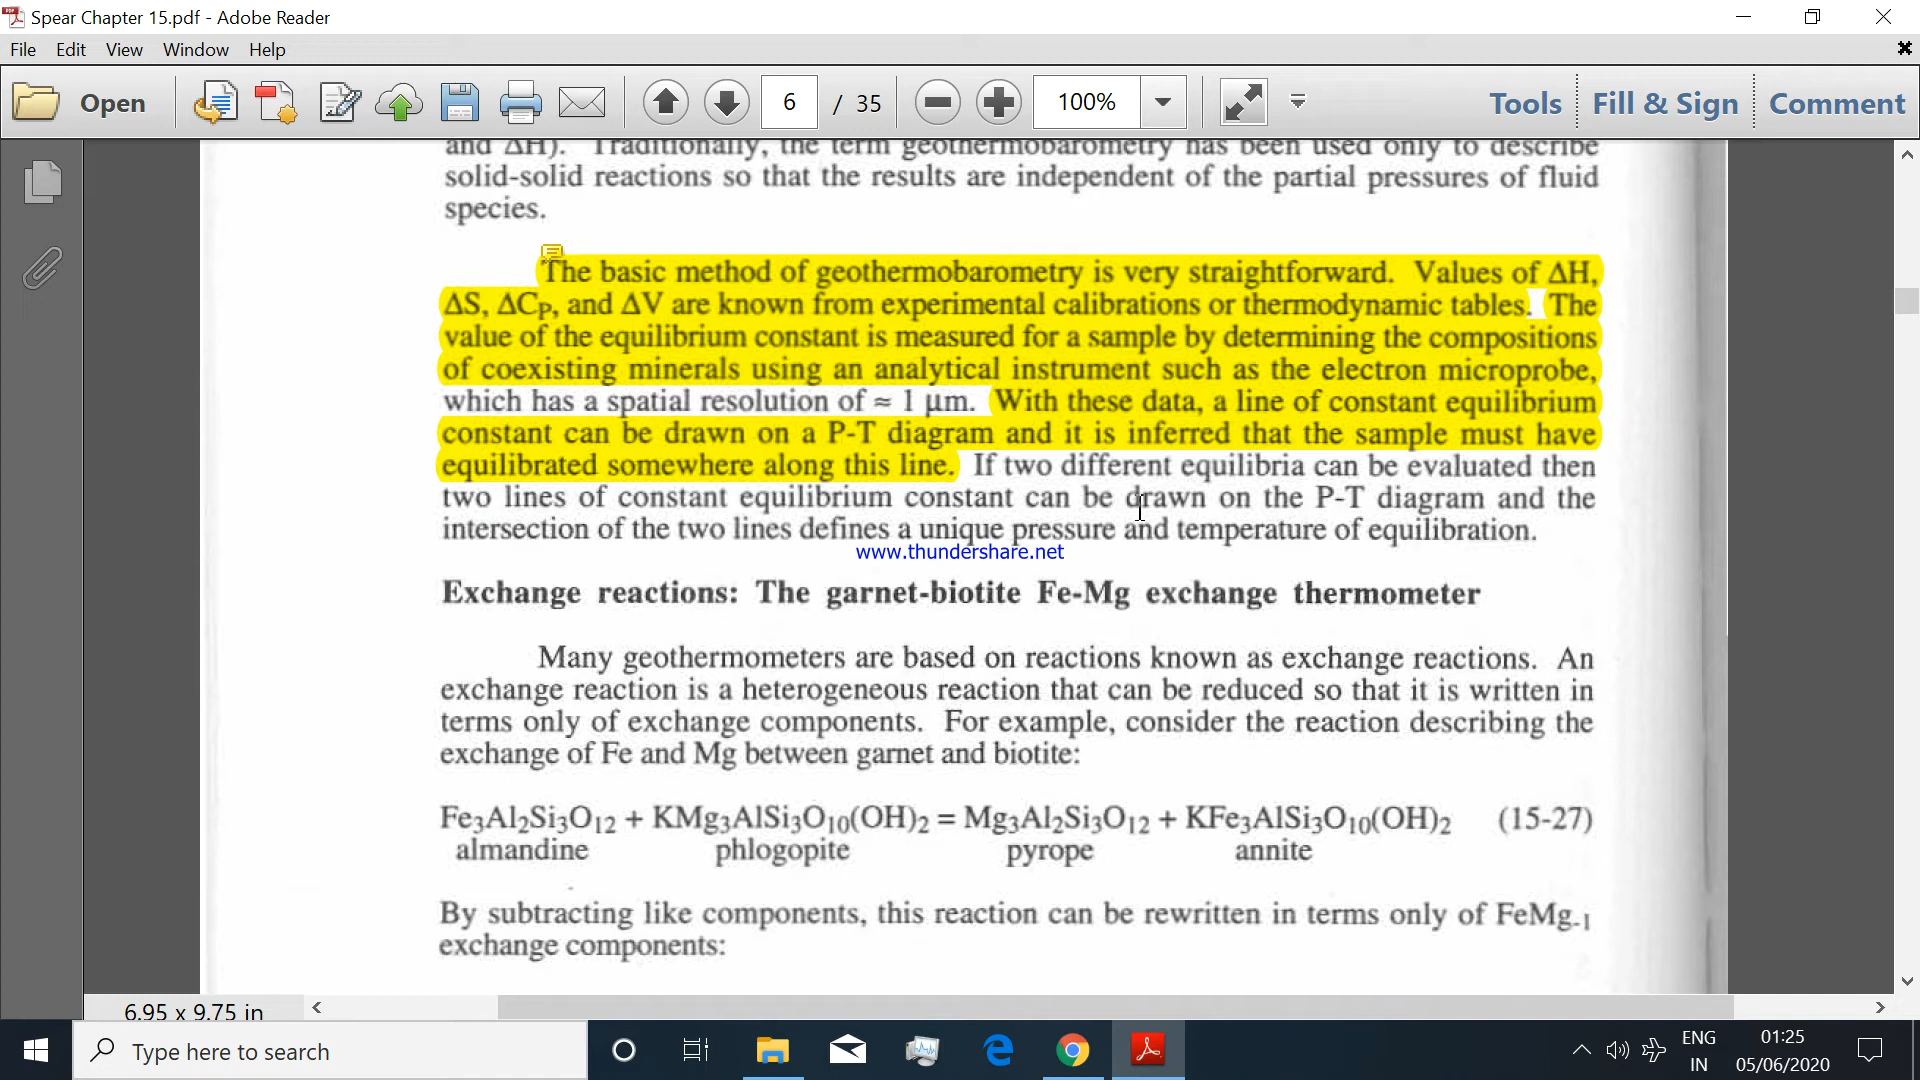 Spear Chapter 15.pdf - Adobe Reader
File Edit View Window Help
Open 6 / 35 100% Tools Fill & Sign Comment
and ΔH). Traditionally, the term geothermobarometry has been used only to describe
solid-solid reactions so that the results are independent of the partial pressures of fluid
species.
The basic method of geothermobarometry is very straightforward. Values of ΔH,
ΔS, ΔCP, and ΔV are known from experimental calibrations or thermodynamic tables. The
value of the equilibrium constant is measured for a sample by determining the compositions
of coexisting minerals using an analytical instrument such as the electron microprobe,
which has a spatial resolution of ≈ 1 μm. With these data, a line of constant equilibrium
constant can be drawn on a P-T diagram and it is inferred that the sample must have
equilibrated somewhere along this line. If two different equilibria can be evaluated then
two lines of constant equilibrium constant can be drawn on the P-T diagram and the
intersection of the two lines defines a unique pressure and temperature of equilibration.
www.thundershare.net
Exchange reactions: The garnet-biotite Fe-Mg exchange thermometer
Many geothermometers are based on reactions known as exchange reactions. An
exchange reaction is a heterogeneous reaction that can be reduced so that it is written in
terms only of exchange components. For example, consider the reaction describing the
exchange of Fe and Mg between garnet and biotite:
Fe3Al2Si3O12 + KMg3AlSi3O10(OH)2 = Mg3Al2Si3O12 + KFe3AlSi3O10(OH)2 (15-27)
almandine phlogopite pyrope annite
By subtracting like components, this reaction can be rewritten in terms only of FeMg-1
exchange components:
6.95 x 9.75 in
Type here to search
ENG 01:25
IN 05/06/2020